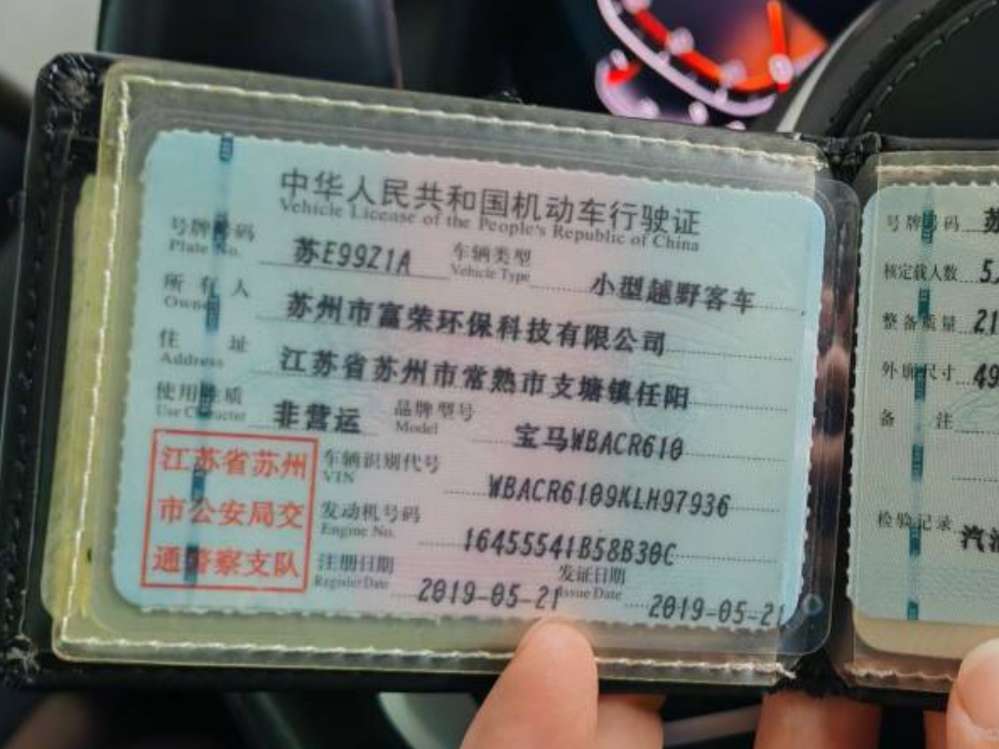 中华人民共和国机动车行驶证
Vehicle License of the People's Republic of China
号牌号码 苏E99Z1A 车辆类型 小型越野客车
Plate No. Vehicle Type
所有人 苏州市富荣环保科技有限公司
Owner
住址 江苏省苏州市常熟市支塘镇任阳
Address
使用性质 非营运 品牌型号 宝马WBACR610
Use Character Model
江苏省苏州
市公安局交
通警察支队
车辆识别代号 WBACR6109KLH97936
VIN
发动机号码 16455541B58B30C
Engine No.
注册日期 2019-05-21 发证日期 2019-05-21
Register Date Issue Date
号牌号码 苏
核定载人数 5
整备质量 21
外廓尺寸 49
备注
检验记录 汽油